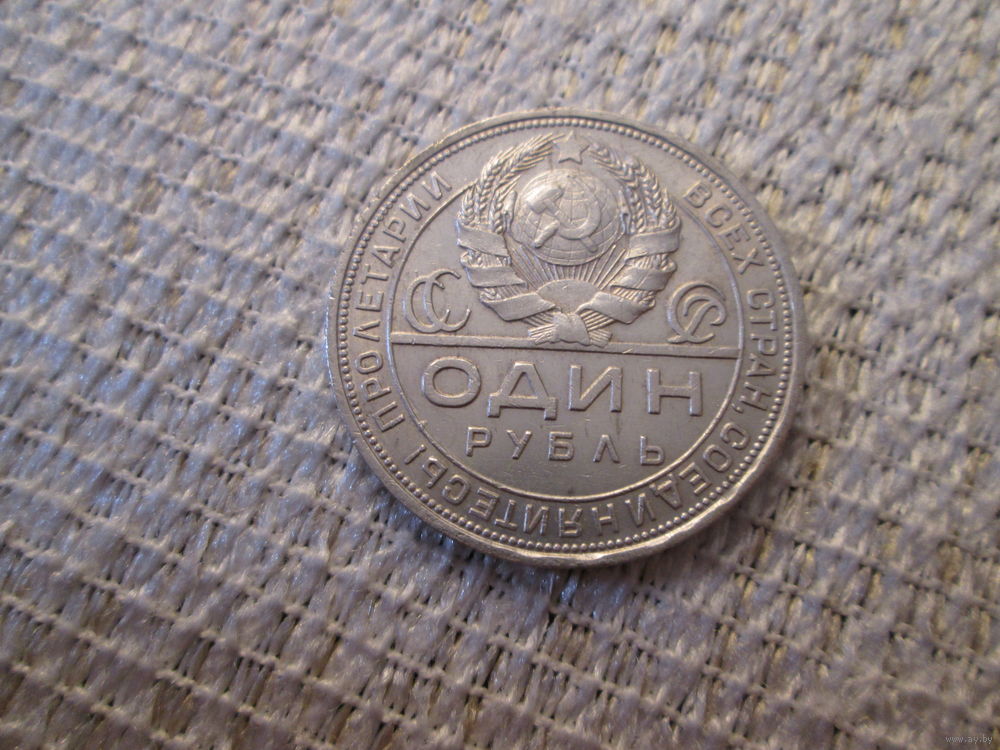 ПРОЛЕТАРИИ ВСЕХ СТРАН, СОЕДИНЯЙТЕСЬ!
СС СР
ОДИН
РУБЛЬ
www.ay.by